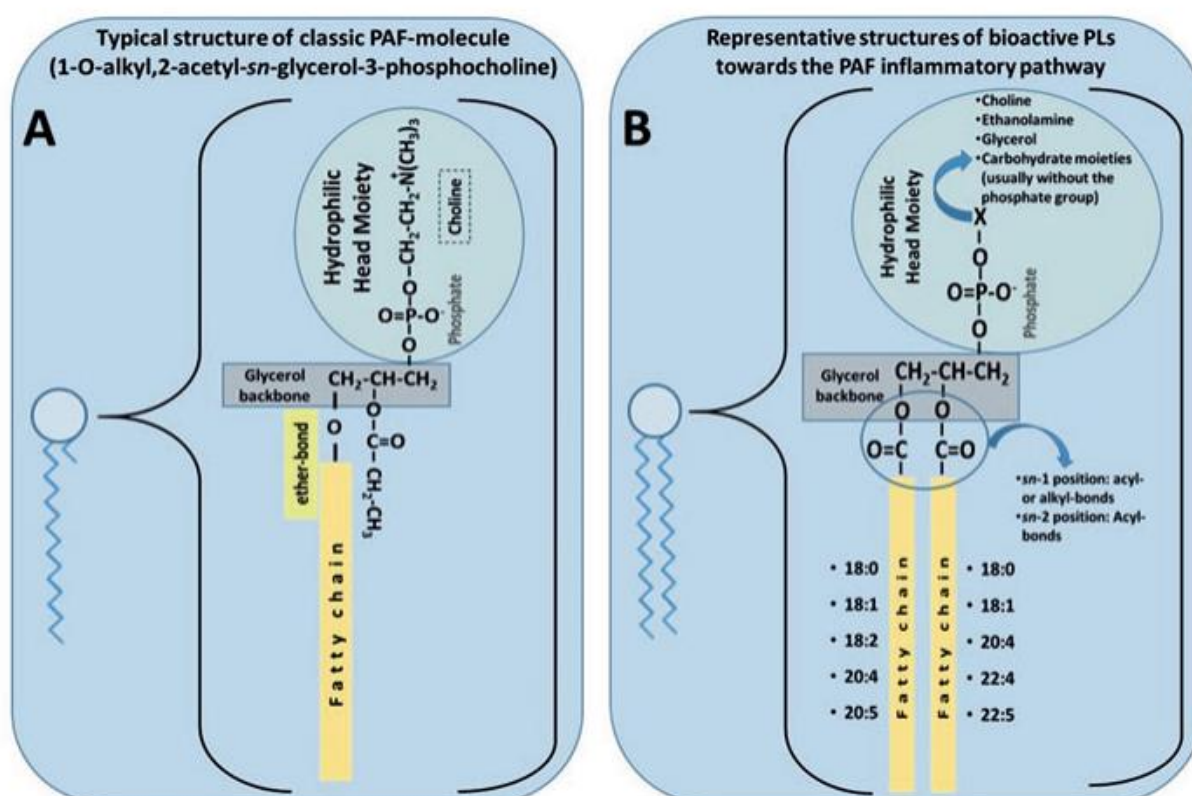 Typical structure of classic PAF-molecule
(1-O-alkyl,2-acetyl-sn-glycerol-3-phosphocholine)
A
Hydrophilic
Head Moiety
O-CH₂-CH₂-N⁺(CH₃)₃
Choline
O=P-O⁻
Phosphate
O
Glycerol
backbone
CH₂-CH-CH₂
ether-bond
O
O
C=O
CH₂-CH₃
Fatty chain
Representative structures of bioactive PLs
towards the PAF inflammatory pathway
B
•Choline
•Ethanolamine
•Glycerol
•Carbohydrate moieties
(usually without the
phosphate group)
Hydrophilic
Head Moiety
X
O
O=P-O⁻
Phosphate
O
Glycerol
backbone
CH₂-CH-CH₂
O O
O=C C=O
•sn-1 position: acyl-
or alkyl-bonds
•sn-2 position: Acyl-
bonds
• 18:0
• 18:1
• 18:2
• 20:4
• 20:5
Fatty chain
Fatty chain
• 18:0
• 18:1
• 20:4
• 22:4
• 22:5